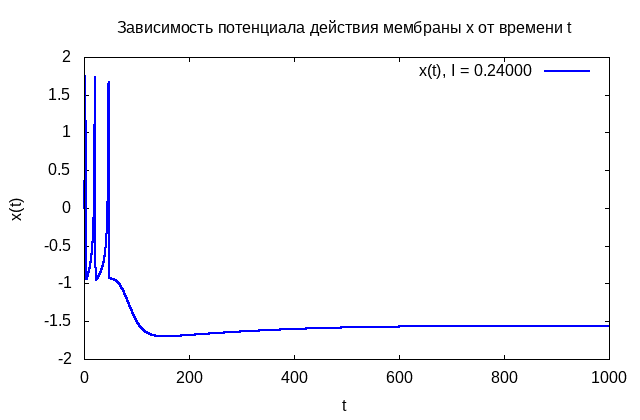 Зависимость потенциала действия мембраны x от времени t
x(t), I = 0.24000
2
1.5
1
0.5
0
-0.5
-1
-1.5
-2
x(t)
0 200 400 600 800 1000
t